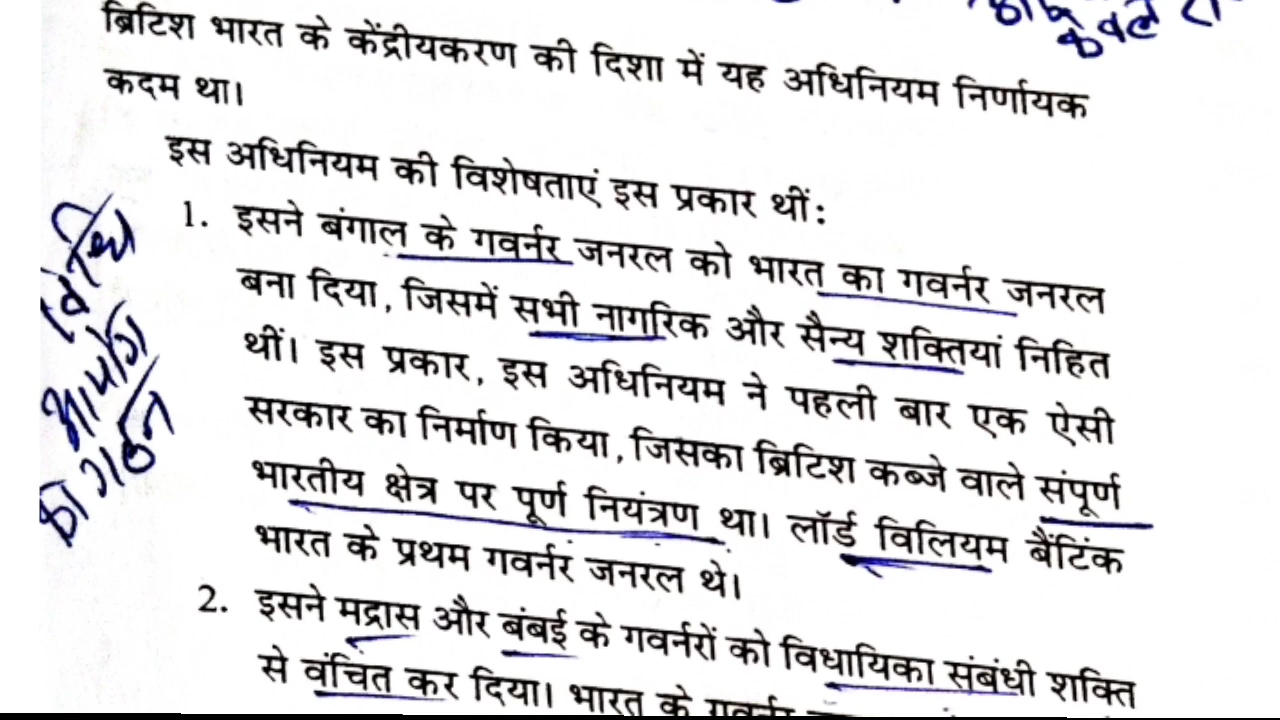 ब्रिटिश भारत के केंद्रीयकरण की दिशा में यह अधिनियम निर्णायक
कदम था।
इस अधिनियम की विशेषताएं इस प्रकार थीं:
1. इसने बंगाल के गवर्नर जनरल को भारत का गवर्नर जनरल
बना दिया, जिसमें सभी नागरिक और सैन्य शक्तियां निहित
थीं। इस प्रकार, इस अधिनियम ने पहली बार एक ऐसी
सरकार का निर्माण किया, जिसका ब्रिटिश कब्जे वाले संपूर्ण
भारतीय क्षेत्र पर पूर्ण नियंत्रण था। लॉर्ड विलियम बैंटिंक
भारत के प्रथम गवर्नर जनरल थे।
2. इसने मद्रास और बंबई के गवर्नरों को विधायिका संबंधी शक्ति
से वंचित कर दिया। भारत के गवर्नर
विधि
आयोग
का गठन